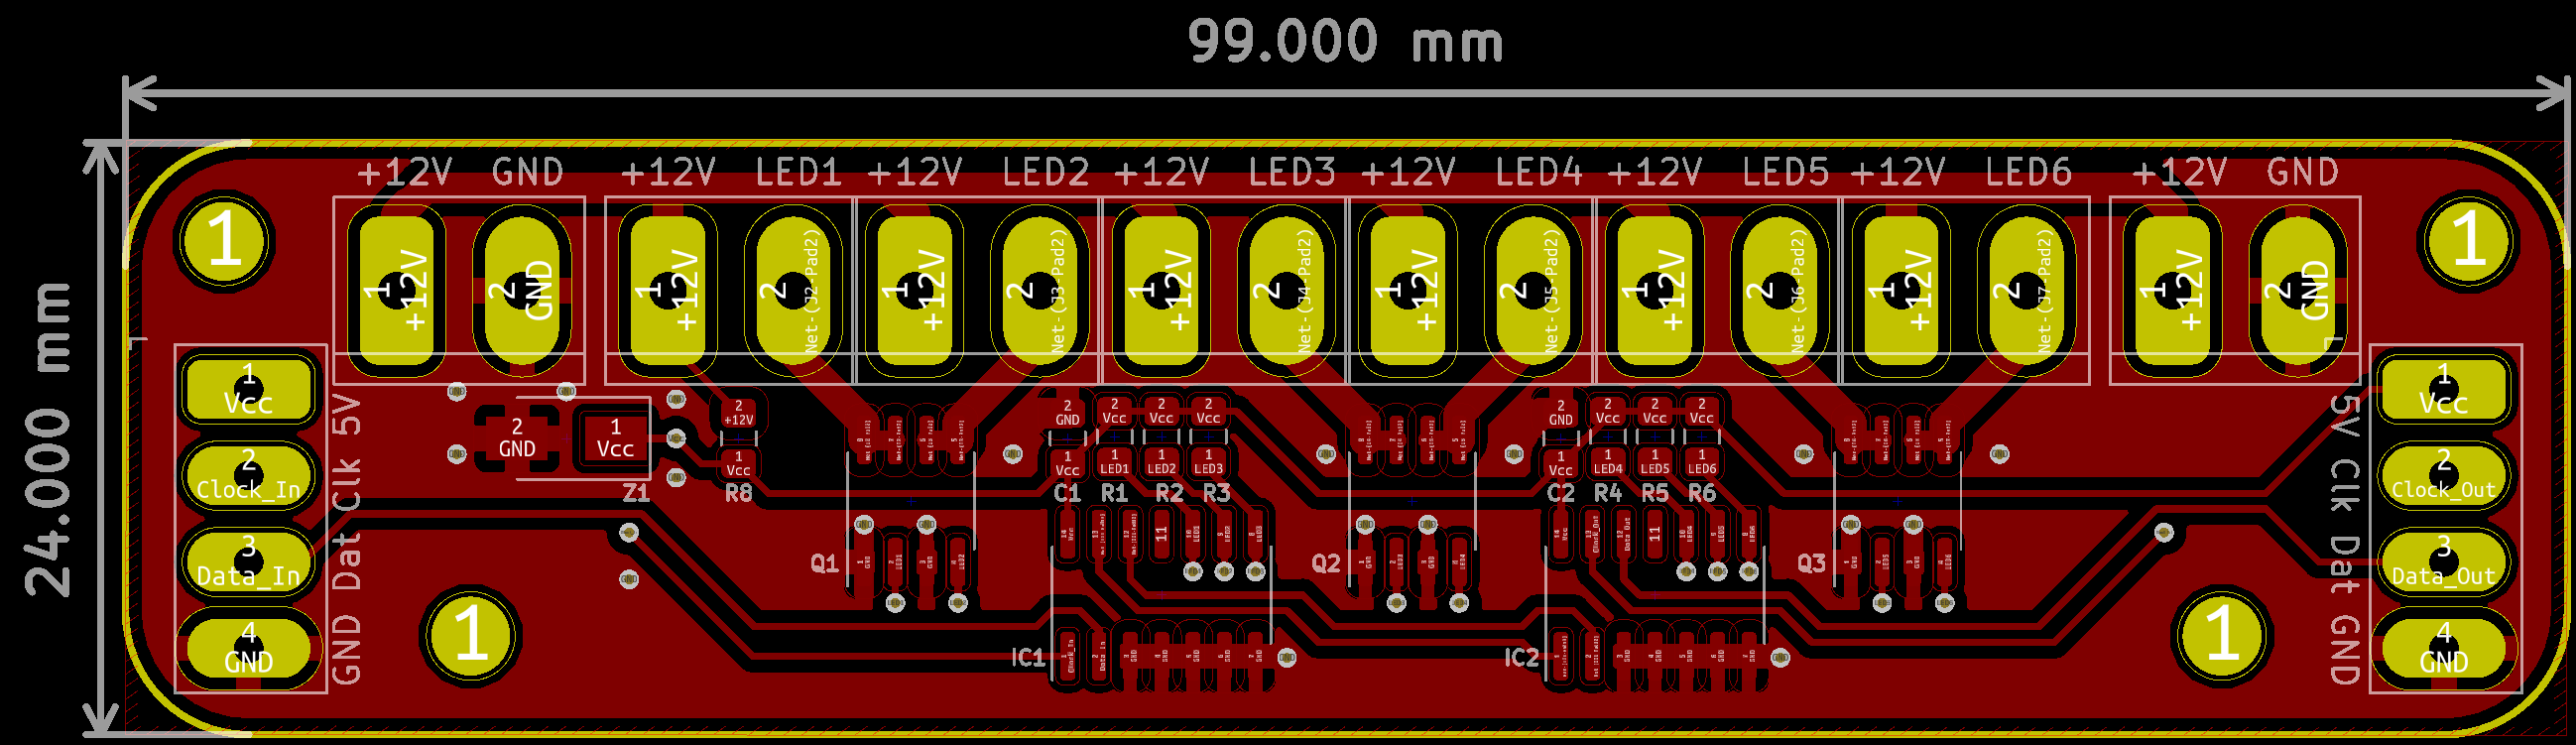 99.000 mm
24.000 mm
+12V GND +12V LED1 +12V LED2 +12V LED3 +12V LED4 +12V LED5 +12V LED6 +12V GND
1 1
1 +12V 2 GND 1 +12V 2 Net-(J2-Pad2) 1 +12V 2 Net-(J3-Pad2) 1 +12V 2 Net-(J4-Pad2) 1 +12V 2 Net-(J5-Pad2) 1 +12V 2 Net-(J6-Pad2) 1 +12V 2 Net-(J7-Pad2) 1 +12V 2 GND
1
Vcc
2
Clock_In
3
Data_In
4
GND
GND Dat Clk 5V
2
GND
1
Vcc
Z1
2
+12V
1
Vcc
R8
2
GND
1
Vcc
C1
2
Vcc
1
LED1
R1
2
Vcc
1
LED2
R2
2
Vcc
1
LED3
R3
2
GND
1
Vcc
C2
2
Vcc
1
LED4
R4
2
Vcc
1
LED5
R5
2
Vcc
1
LED6
R6
Q1
11
Q2
11
Q3
IC1
IC2
1
1
5V Clk Dat GND
1
Vcc
2
Clock_Out
3
Data_Out
4
GND